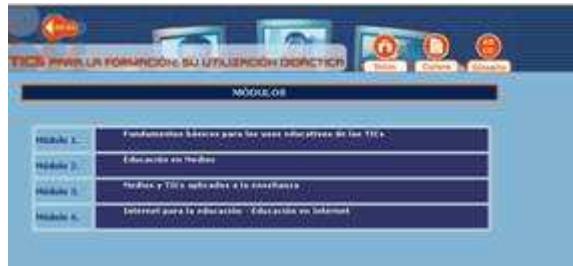 TICS PARA LA FORMACIÓN: SU UTILIZACIÓN DIDÁCTICA
Inicio
Glosario
MÓDULOS
Módulo 1.
Fundamentos básicos para los usos educativos de las TICs
Módulo 2.
Educación en Medios
Módulo 3.
Medios y TICs aplicados a la enseñanza
Módulo 4.
Internet para la educación - Educación en Internet